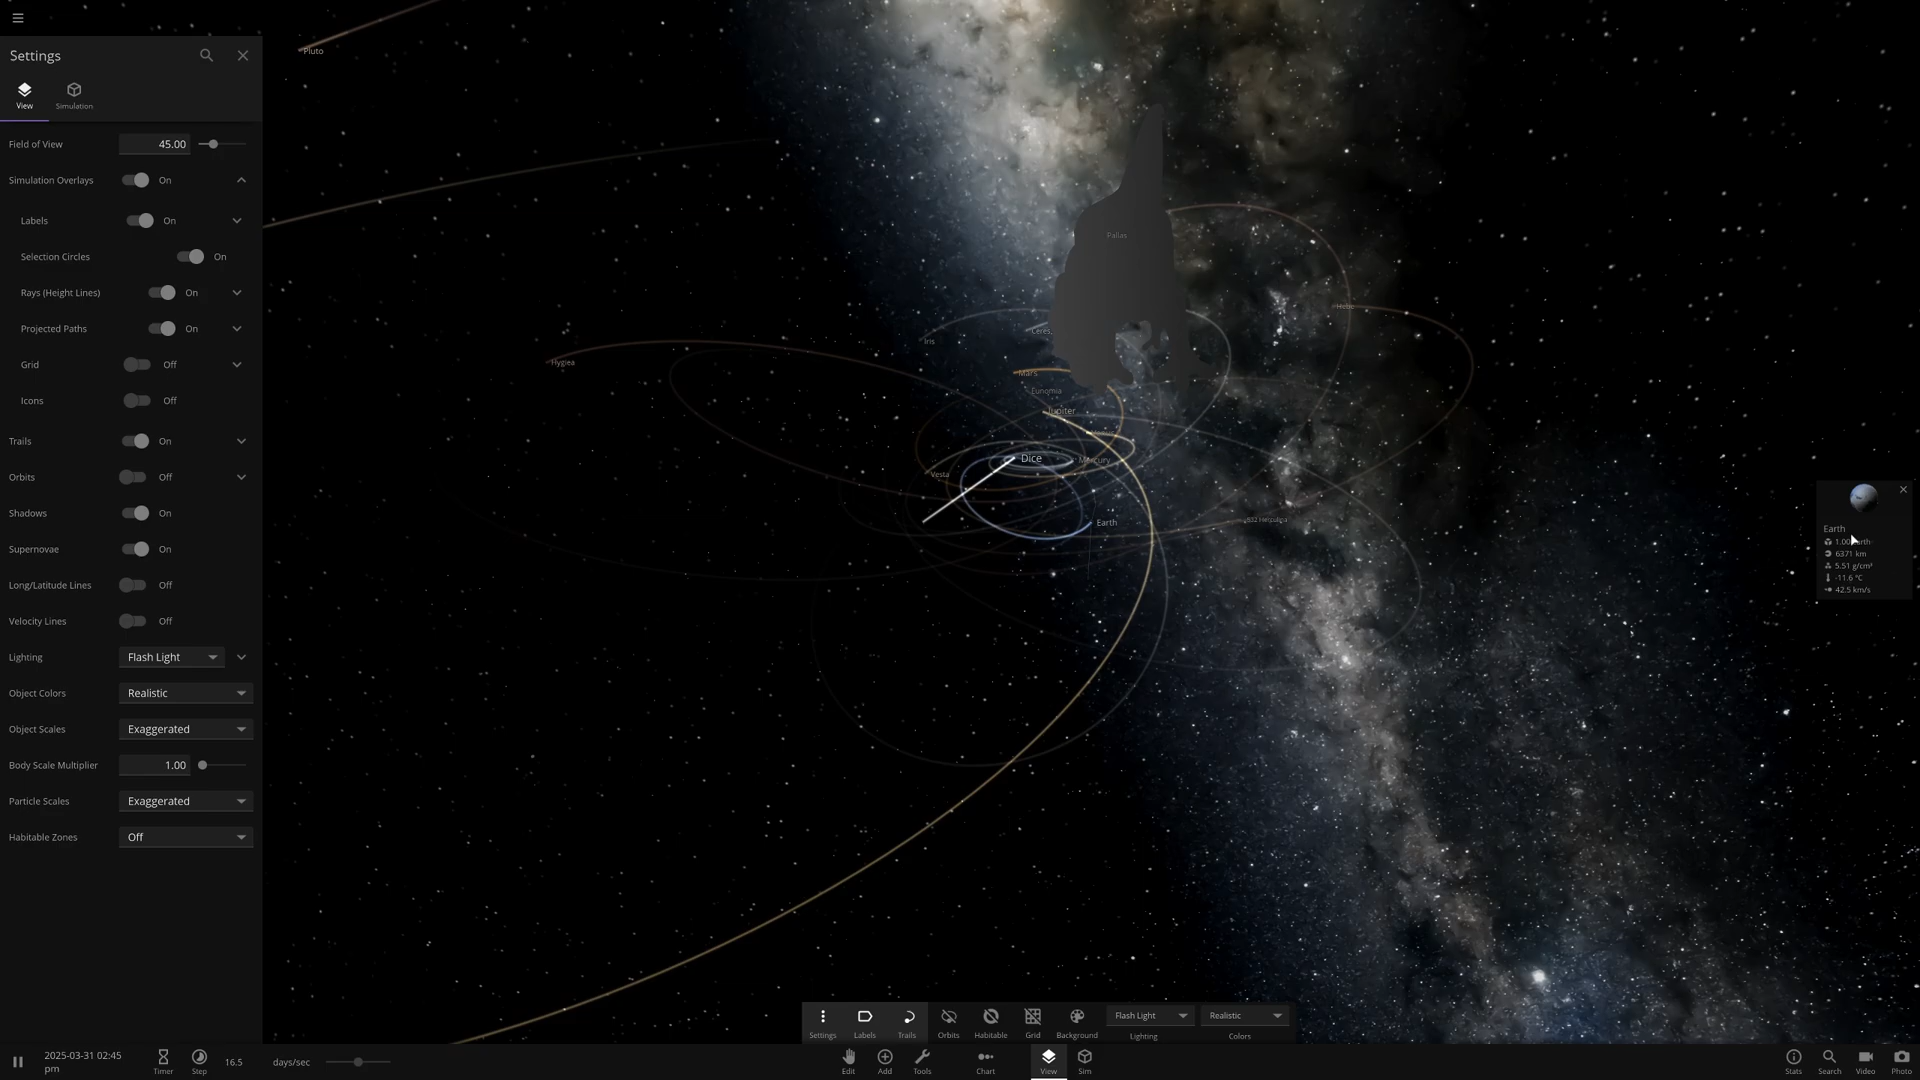 Settings
View
Simulation
Field of View
45.00
Simulation Overlays
On
Labels
On
Selection Circles
On
Rays (Height Lines)
On
Projected Paths
On
Grid
Off
Icons
Off
Trails
On
Orbits
Off
Shadows
On
Supernovae
On
Long/Latitude Lines
Off
Velocity Lines
Off
Lighting
Flash Light
Object Colors
Realistic
Object Scales
Exaggerated
Body Scale Multiplier
1.00
Particle Scales
Exaggerated
Habitable Zones
Off
Pluto
Pallas
Hebe
Ceres
Iris
Hygiea
Mars
Eunomia
Jupiter
Dice
Mercury
Vesta
Earth
532 Herculina
Earth
6371 km
5.51 g/cm³
-11.6 °C
42.5 km/s
Settings
Labels
Trails
Orbits
Habitable
Grid
Background
Flash Light
Lighting
Realistic
Colors
2025-03-31 02:45
pm
Timer
Step
16.5
days/sec
Edit
Add
Tools
Chart
View
Sim
Stats
Search
Video
Photo